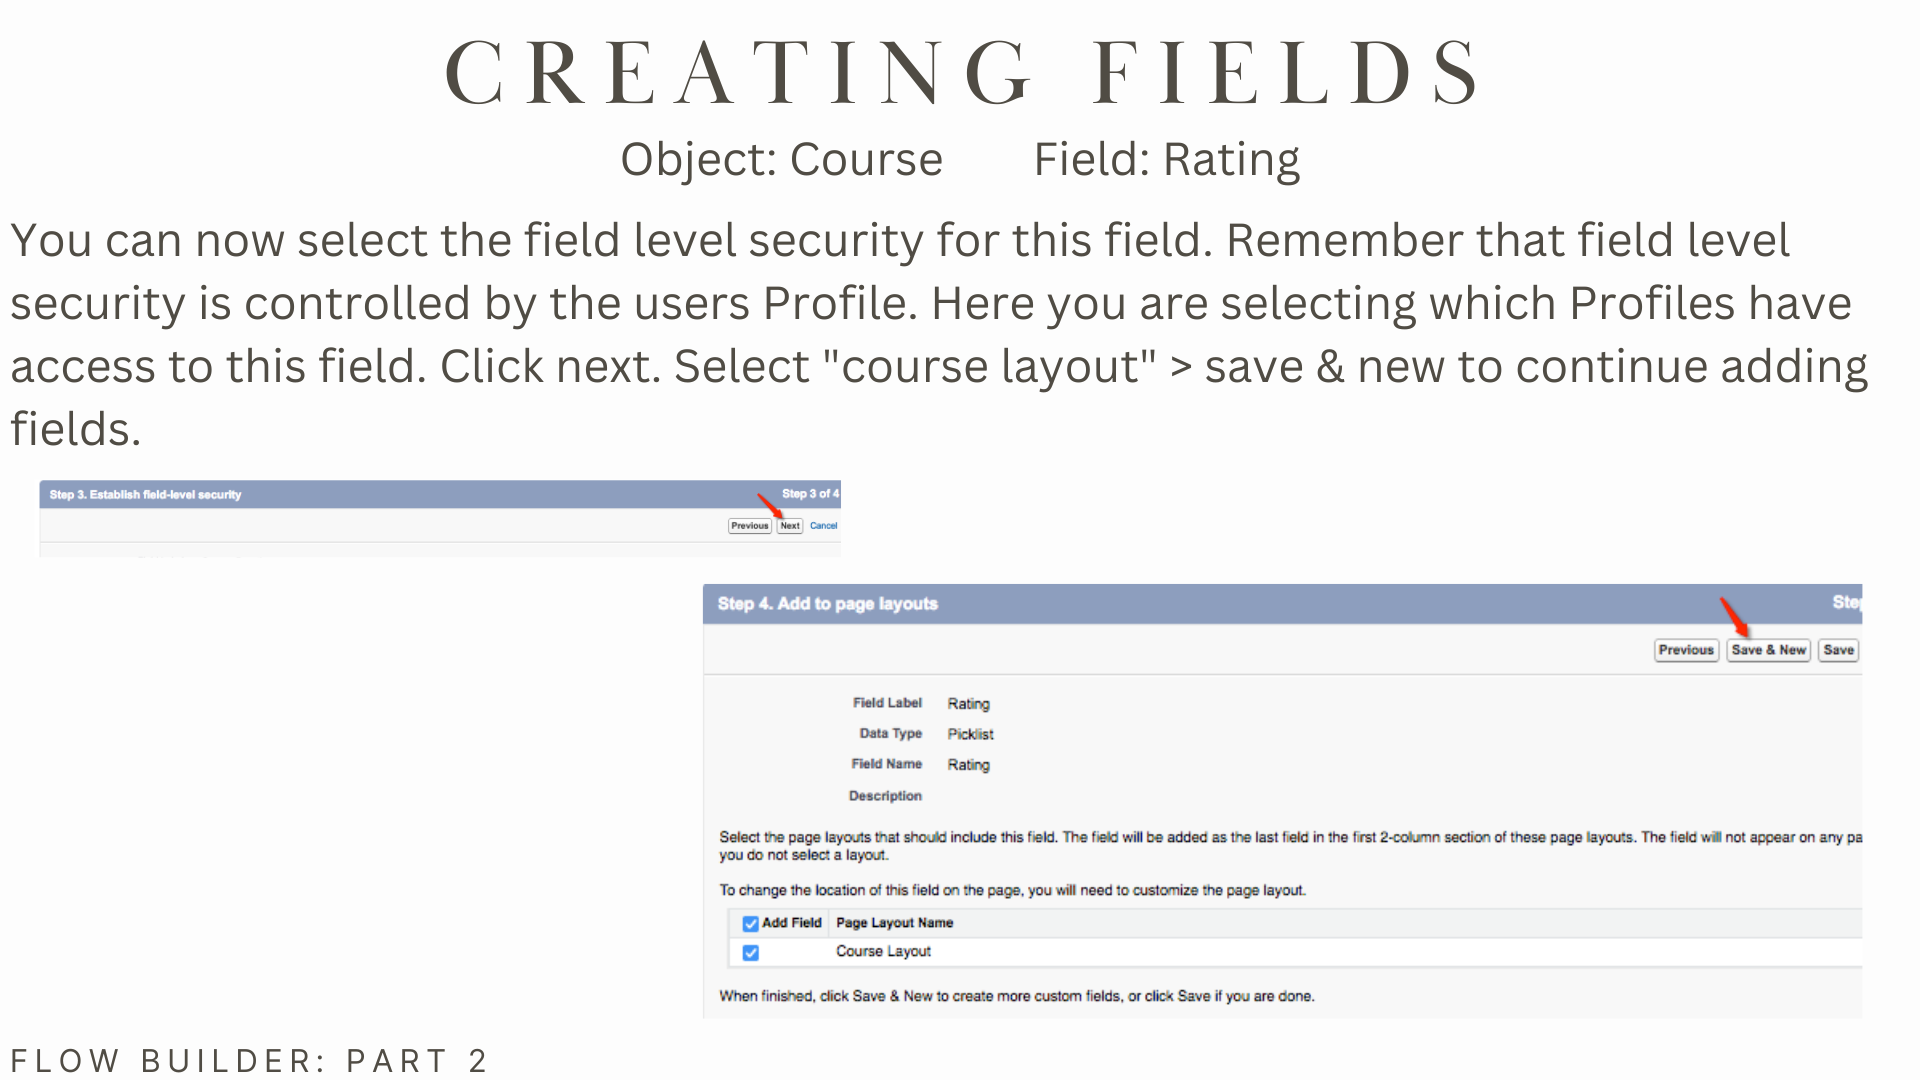 CREATING FIELDS
Object: Course Field: Rating
You can now select the field level security for this field. Remember that field level
security is controlled by the users Profile. Here you are selecting which Profiles have
access to this field. Click next. Select "course layout" > save & new to continue adding
fields.
Step 3. Establish field-level security Step 3 of 4
Previous Next Cancel
Step 4. Add to page layouts Step
Previous Save & New Save
Field Label Rating
Data Type Picklist
Field Name Rating
Description
Select the page layouts that should include this field. The field will be added as the last field in the first 2-column section of these page layouts. The field will not appear on any pa
you do not select a layout.
To change the location of this field on the page, you will need to customize the page layout.
Add Field Page Layout Name
Course Layout
When finished, click Save & New to create more custom fields, or click Save if you are done.
FLOW BUILDER: PART 2